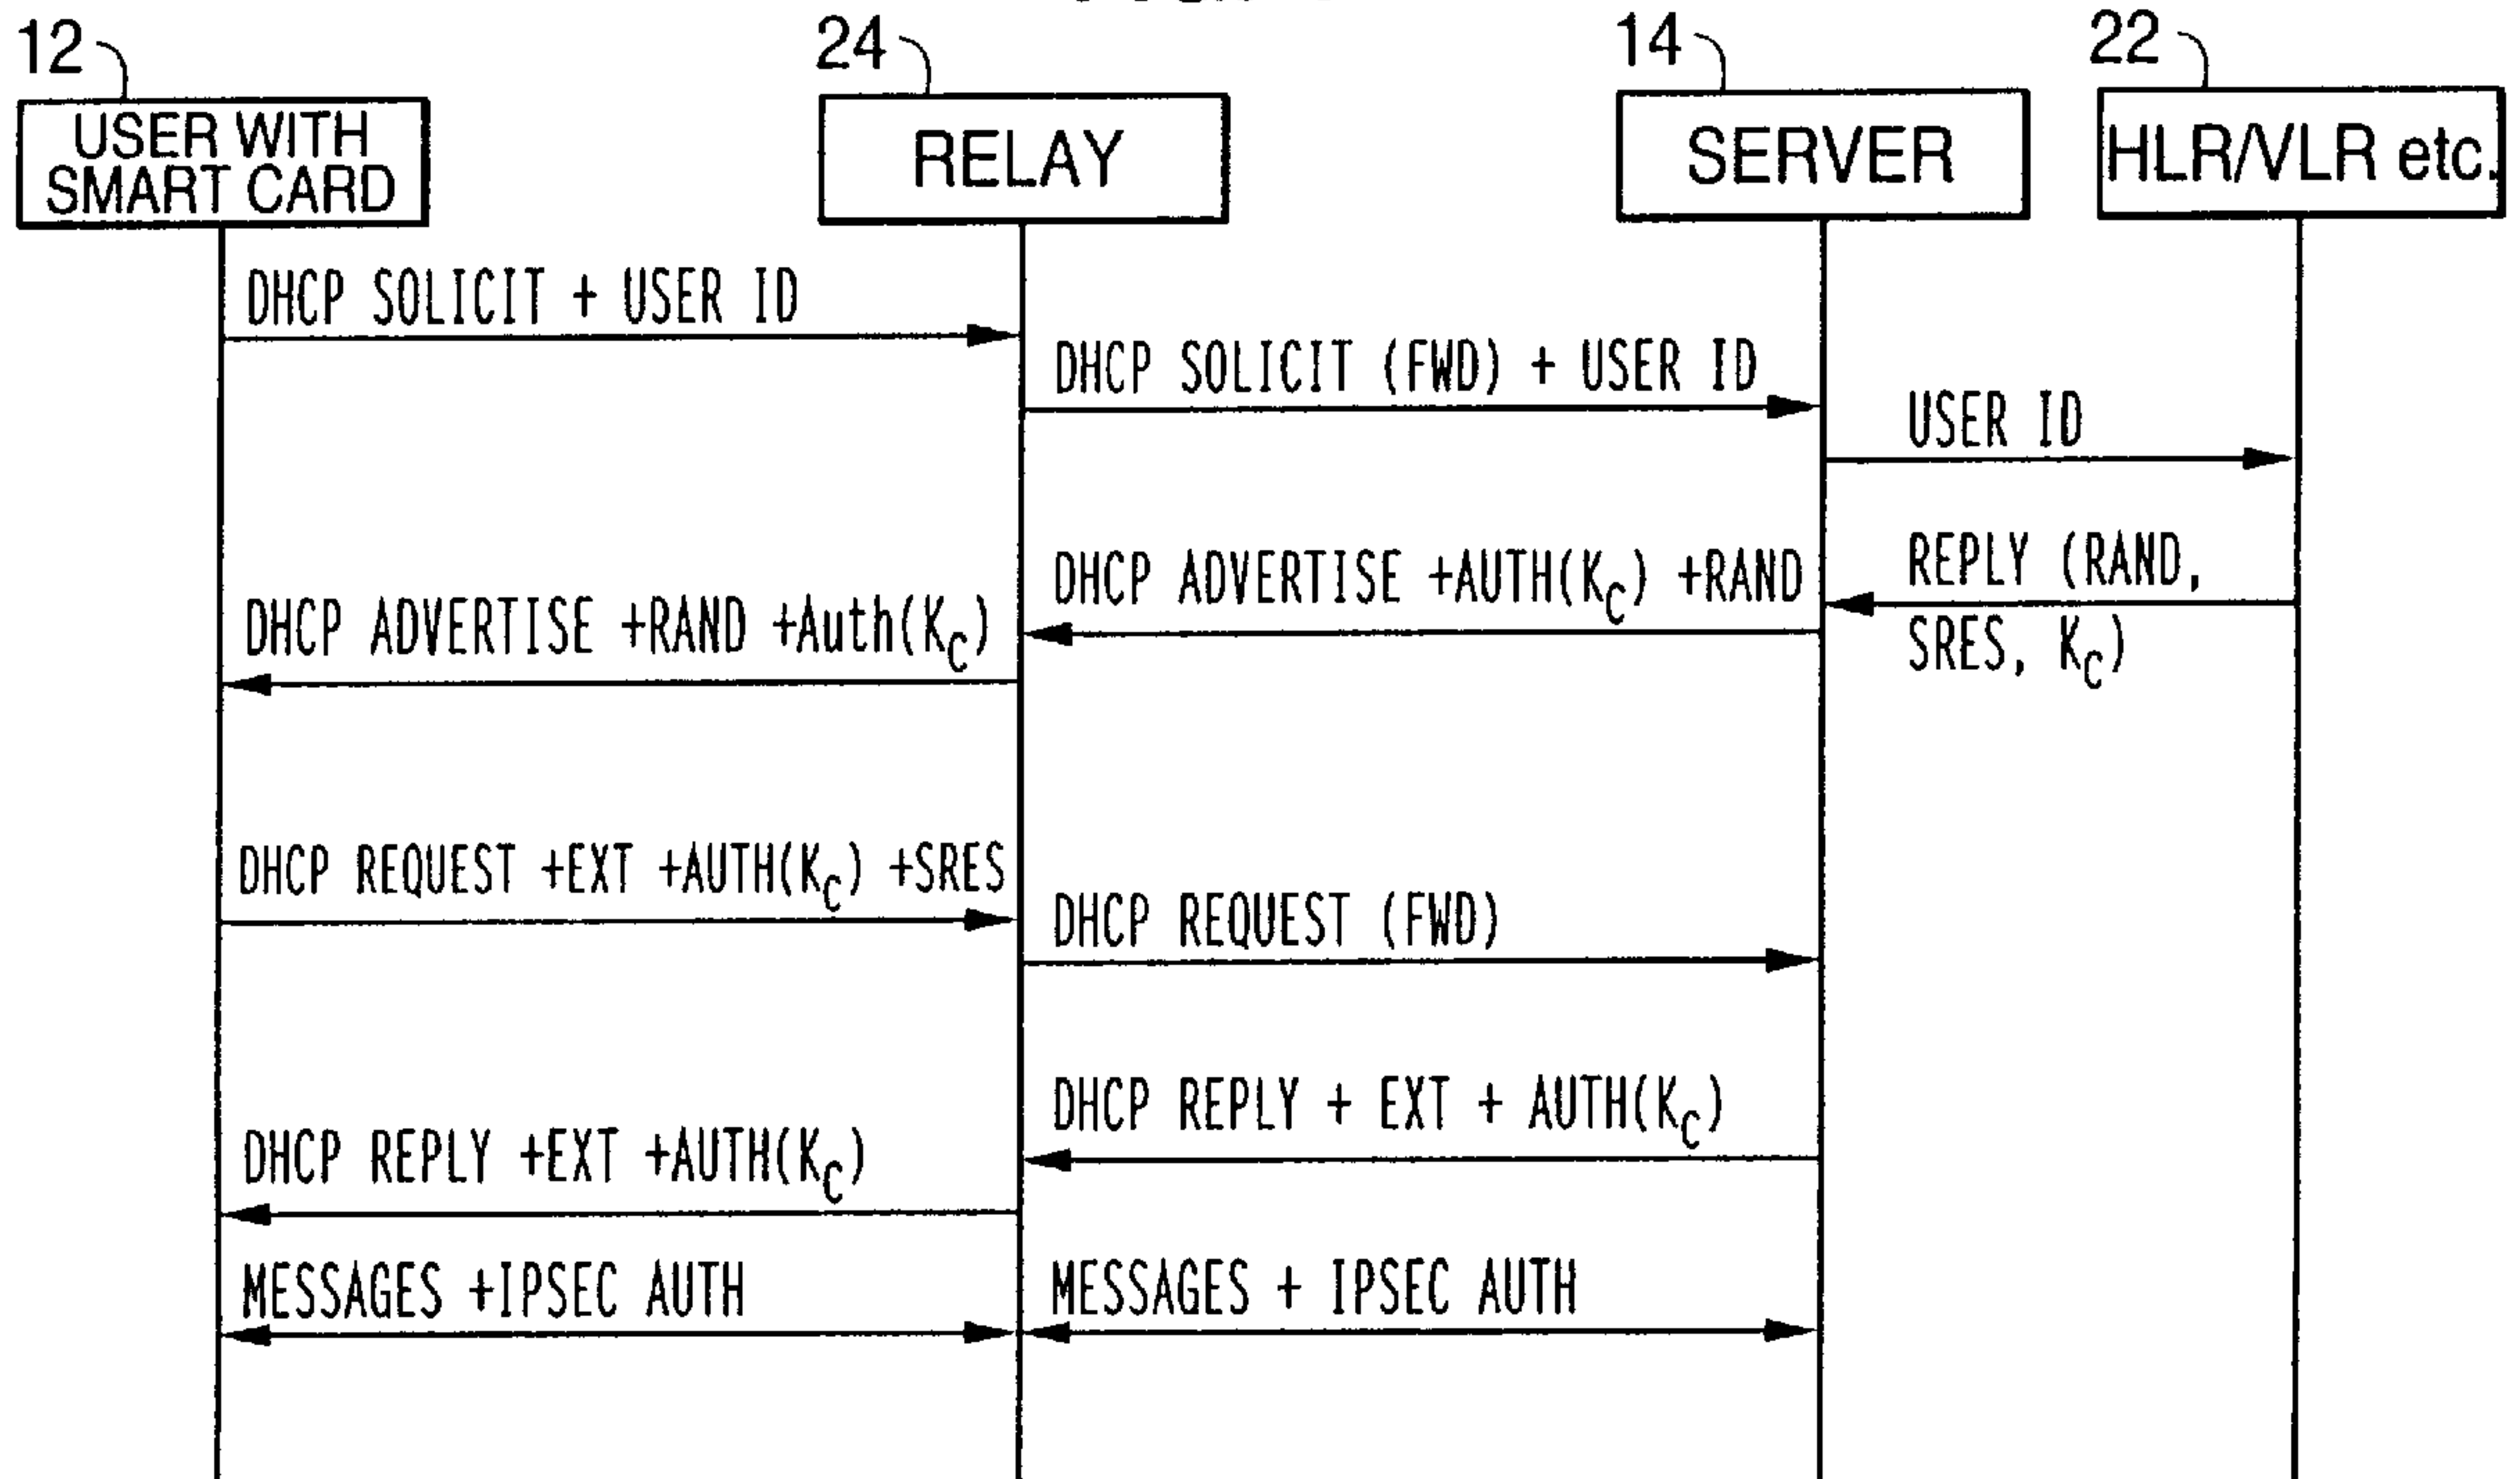 12
24
14
22
USER WITH
SMART CARD
RELAY
SERVER
HLR/VLR etc.
DHCP SOLICIT + USER ID
DHCP SOLICIT (FWD) + USER ID
USER ID
REPLY (RAND,
SRES, KC)
DHCP ADVERTISE +AUTH(KC) +RAND
DHCP ADVERTISE +RAND +Auth(KC)
DHCP REQUEST +EXT +AUTH(KC) +SRES
DHCP REQUEST (FWD)
DHCP REPLY + EXT + AUTH(KC)
DHCP REPLY +EXT +AUTH(KC)
MESSAGES +IPSEC AUTH
MESSAGES + IPSEC AUTH